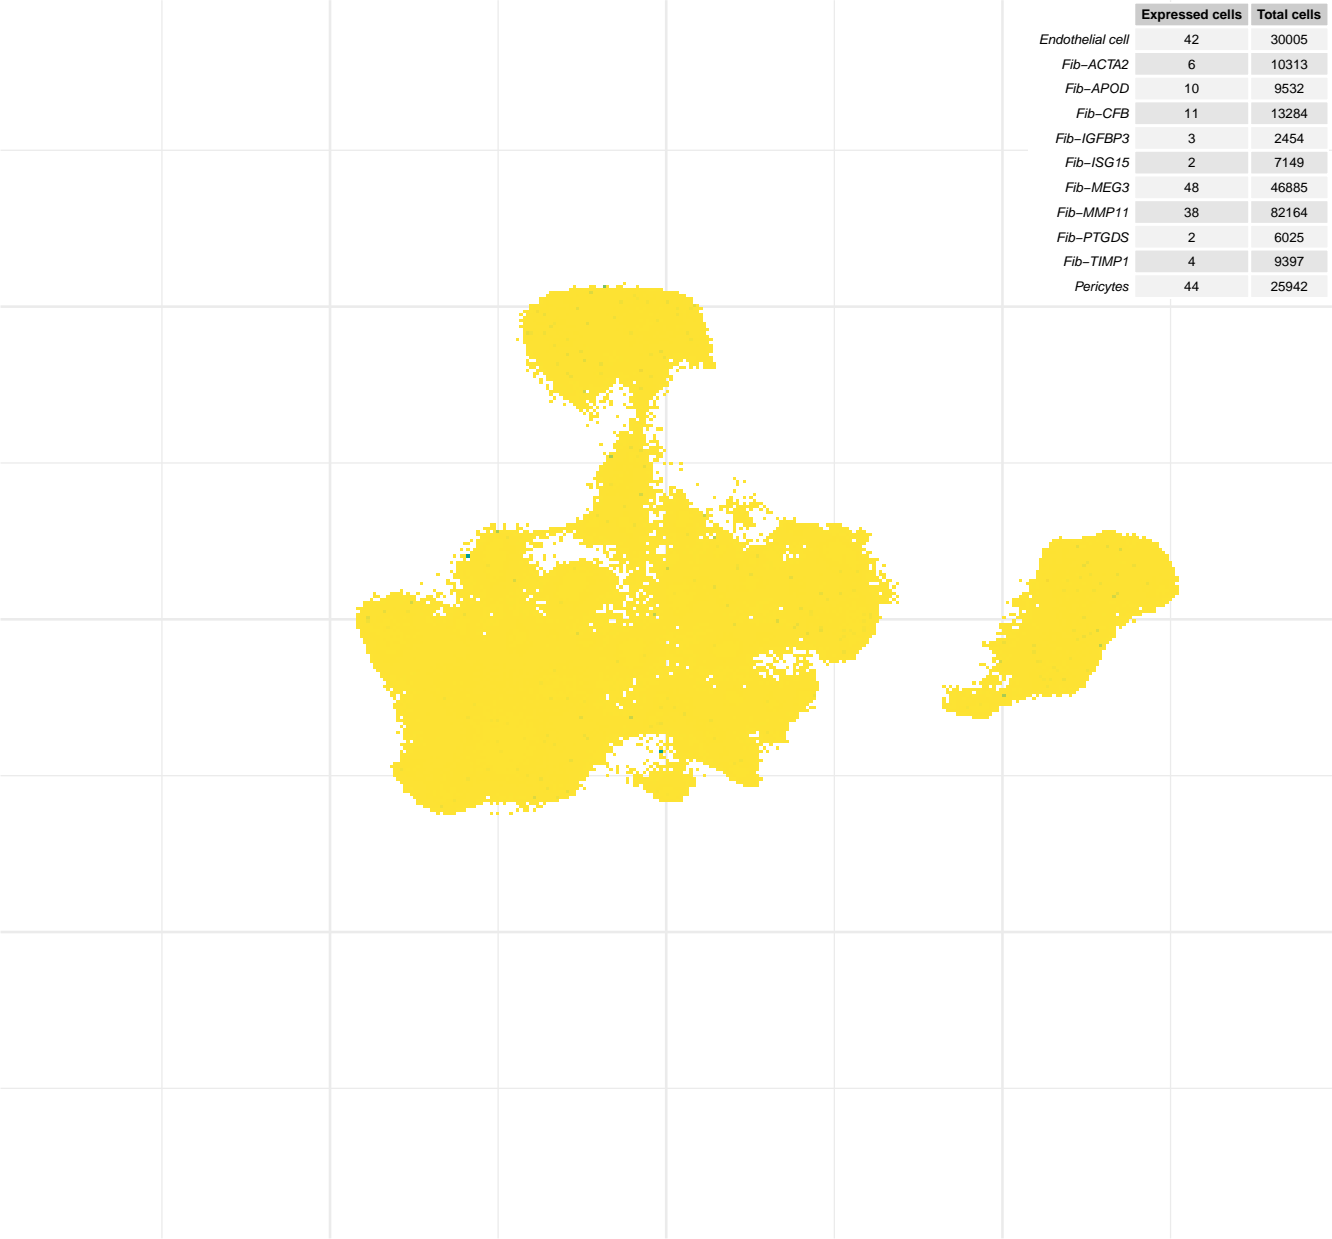 Expressed cells Total cells
Endothelial cell 42 30005
Fib−ACTA2 6 10313
Fib−APOD 10 9532
Fib−CFB 11 13284
Fib−IGFBP3 3 2454
Fib−ISG15 2 7149
Fib−MEG3 48 46885
Fib−MMP11 38 82164
Fib−PTGDS 2 6025
Fib−TIMP1 4 9397
Pericytes 44 25942